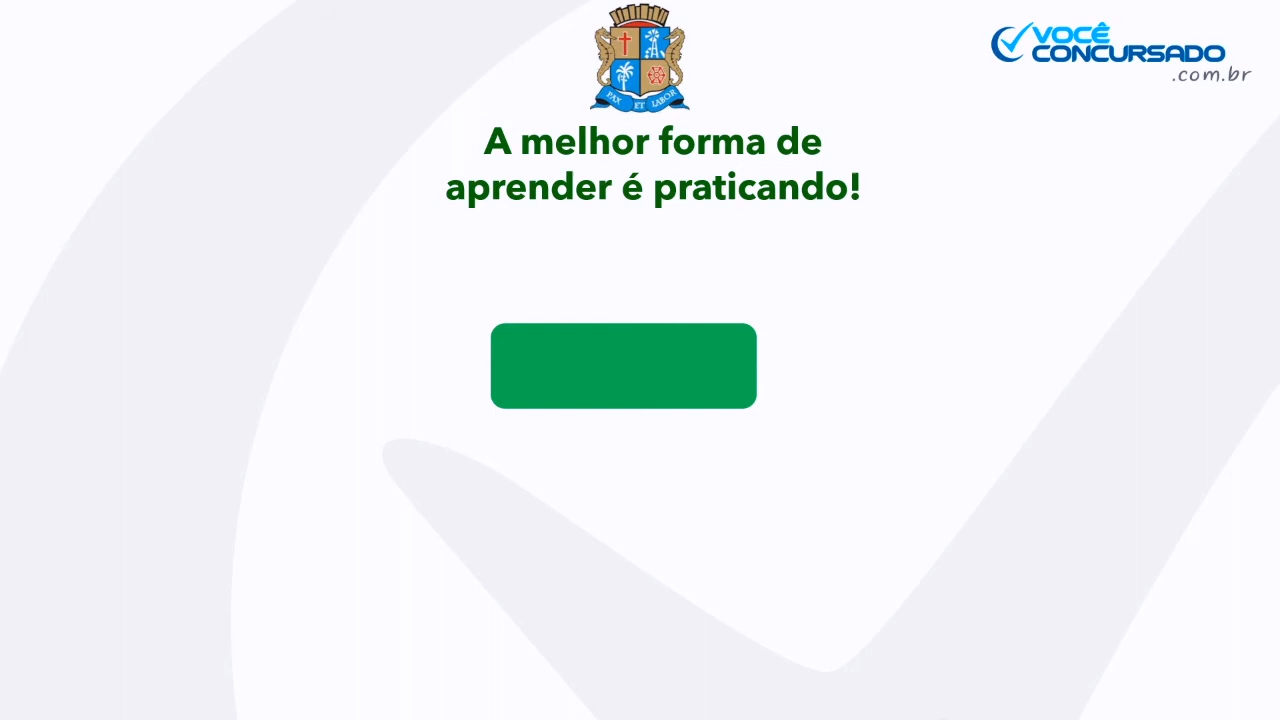 PAX ET LABOR
VOCÊ
CONCURSADO
.com.br
A melhor forma de
aprender é praticando!